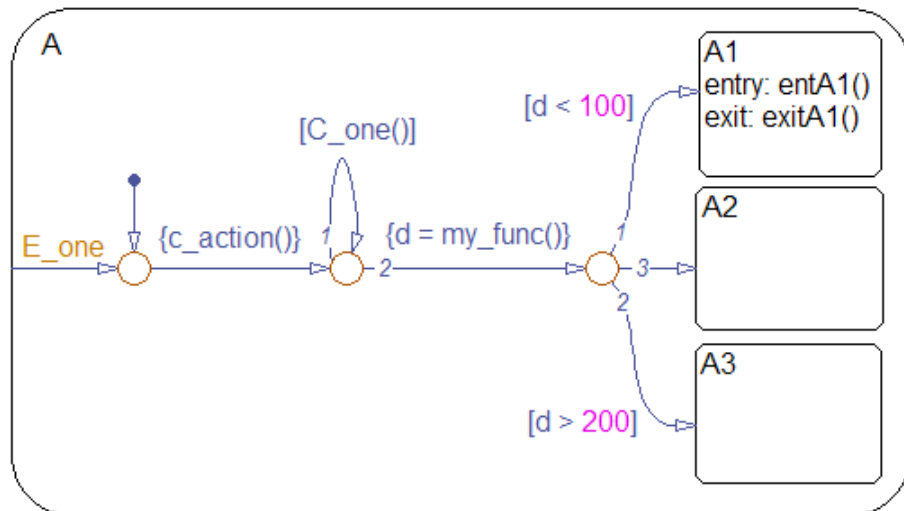 A
A1
entry: entA1()
exit: exitA1()
[d < 100]
[C_one()]
1
A2
E_one
{c_action()}
1
{d = my_func()}
2
3
2
A3
[d > 200]